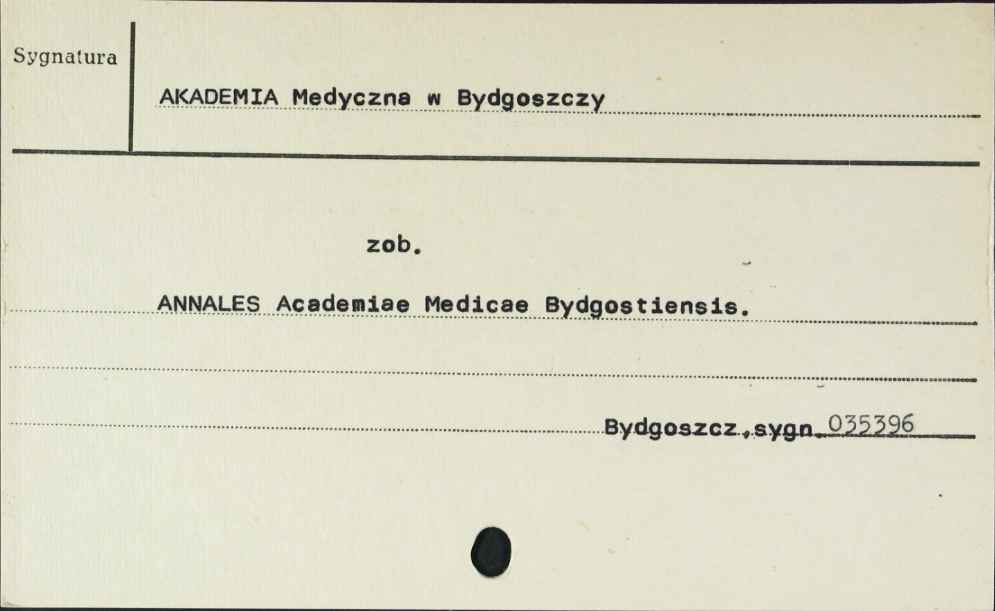 Sygnatura
AKADEMIA Medyczna w Bydgoszczy
zob.
ANNALES Academiae Medicae Bydgostiensis.
Bydgoszcz,sygn.035396